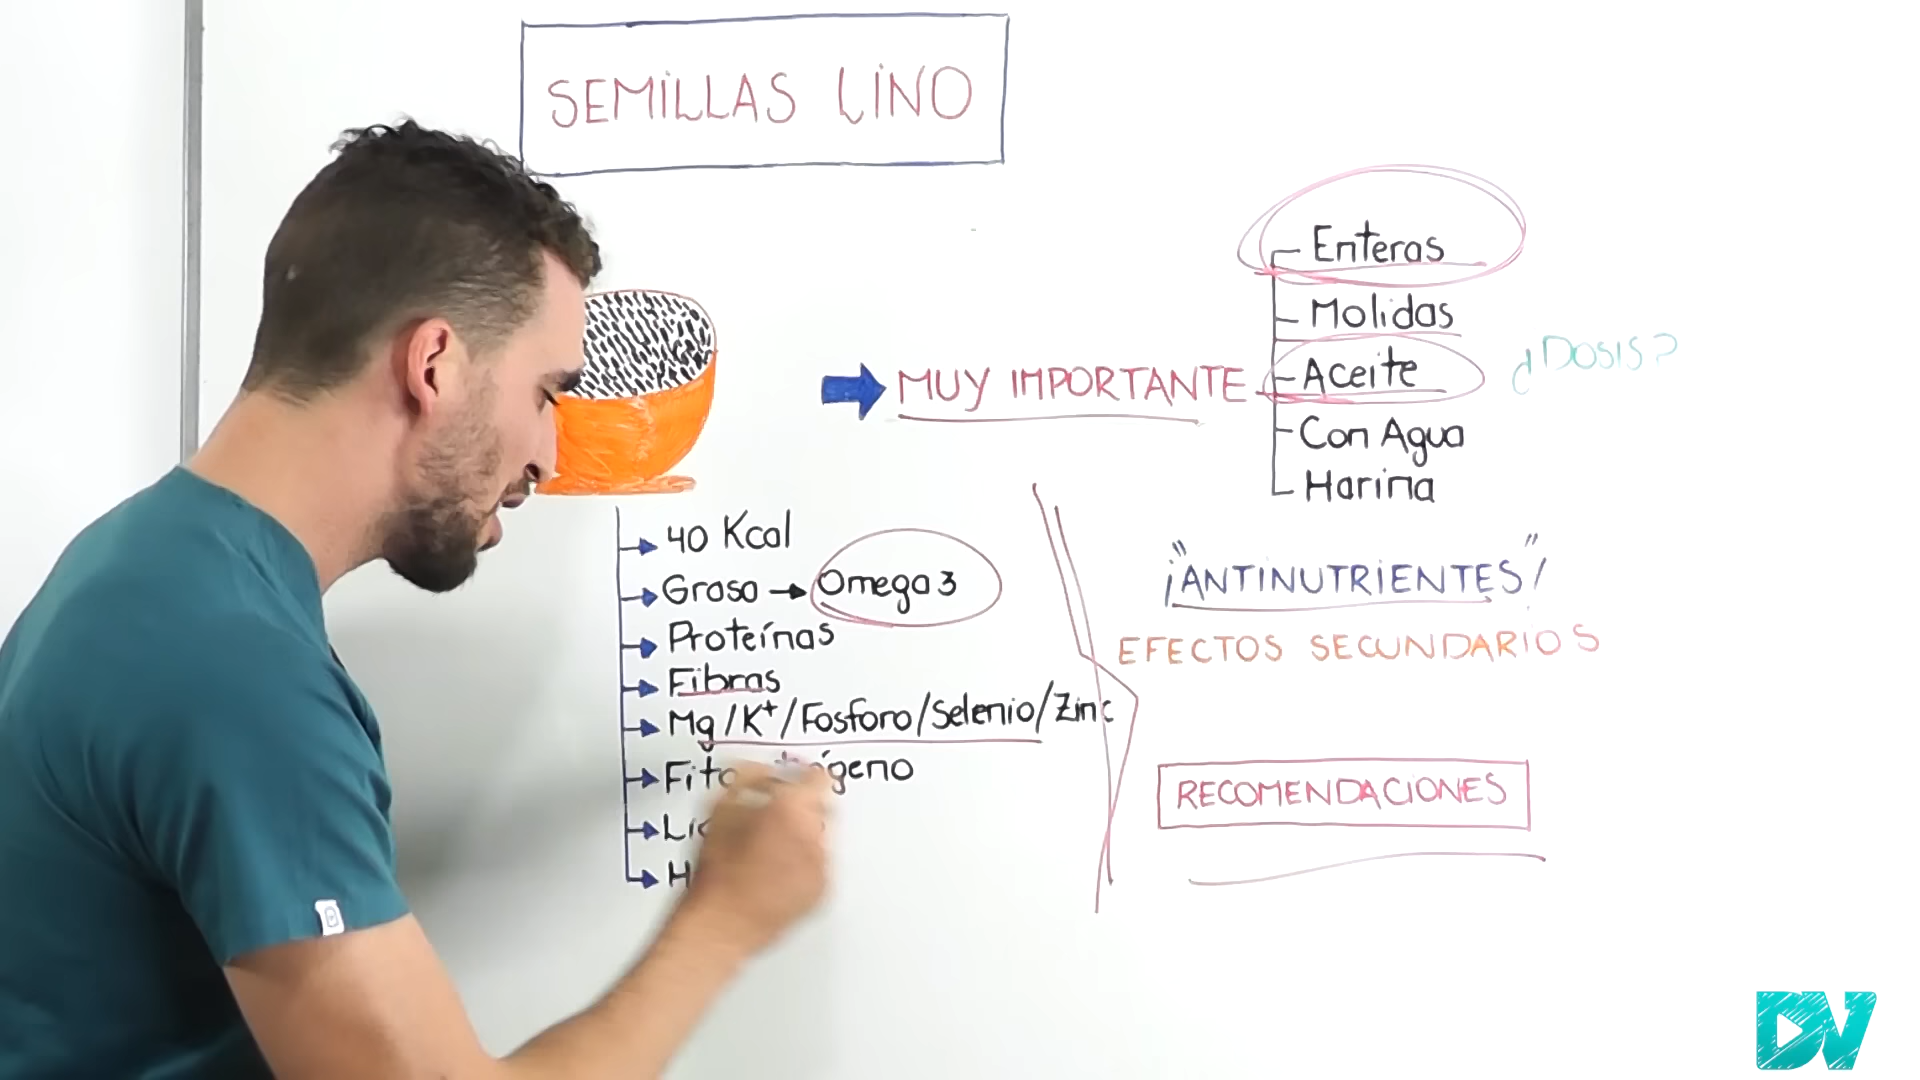 SEMILLAS LINO
MUY IMPORTANTE
Enteras
Molidas
Aceite
Con Agua
Harina
¿DOSIS?
40 Kcal
Grasa → Omega 3
Proteínas
Fibras
Mg/K+/Fosforo/Selenio/Zinc
¡"ANTINUTRIENTES"!
EFECTOS SECUNDARIOS
RECOMENDACIONES
DV